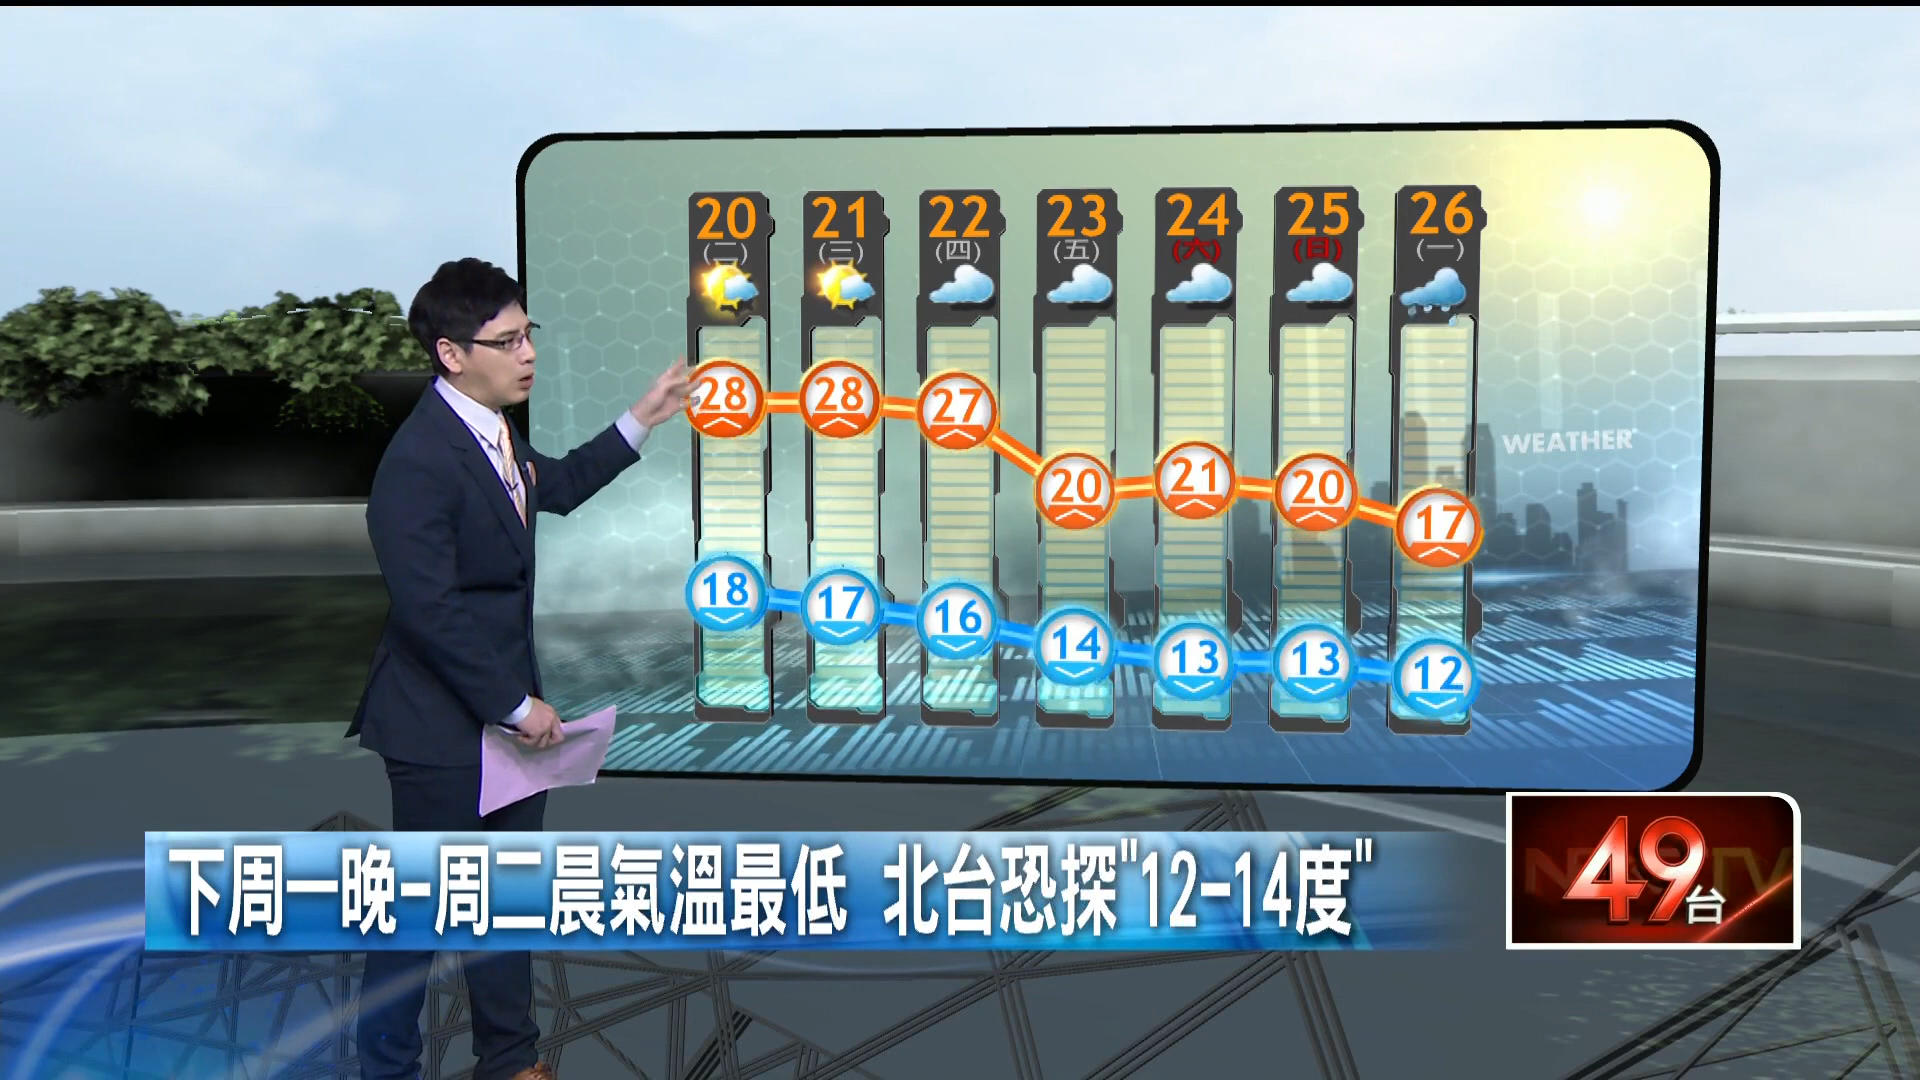 20 21 22 23 24 25 26
(二) (三) (四) (五) (六) (日) (一)
28 28 27 20 21 20 17
WEATHER
18 17 16 14 13 13 12
下周一晚-周二晨氣溫最低 北台恐探"12-14度"
49台